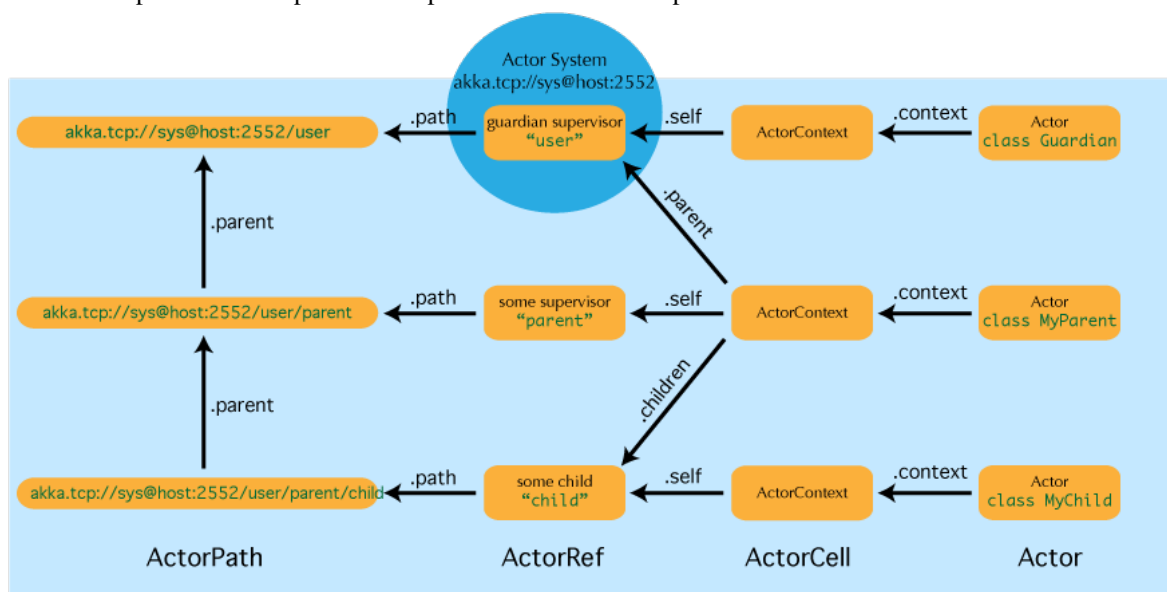 Actor System
akka.tcp://sys@host:2552
akka.tcp://sys@host:2552/user
.path
guardian supervisor
“user”
.self
ActorContext
.context
Actor
class Guardian
.parent
.parent
akka.tcp://sys@host:2552/user/parent
.path
some supervisor
“parent”
.self
ActorContext
.context
Actor
class MyParent
.parent
.children
akka.tcp://sys@host:2552/user/parent/child
.path
some child
“child”
.self
ActorContext
.context
Actor
class MyChild
ActorPath
ActorRef
ActorCell
Actor